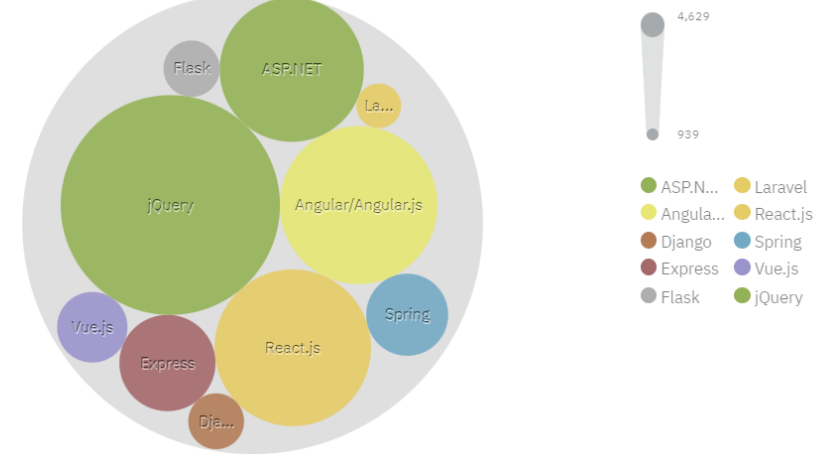 Flask
ASP.NET
La...
jQuery
Angular/Angular.js
Vue.js
Express
React.js
Spring
Dja...
4,629
939
ASP.N...
Angula...
Django
Express
Flask
Laravel
React.js
Spring
Vue.js
jQuery